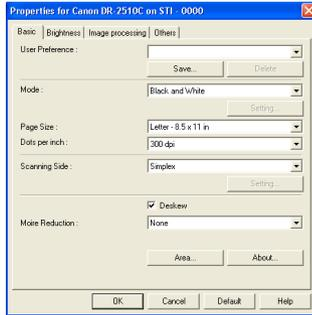 Properties for Canon DR-2510C on STI - 0000
Basic Brightness Image processing Others
User Preference :
Save... Delete
Mode : Black and White
Setting...
Page Size : Letter - 8.5 x 11 in
Dots per inch : 300 dpi
Scanning Side : Simplex
Setting...
Deskew
Moire Reduction : None
Area... About...
OK Cancel Default Help